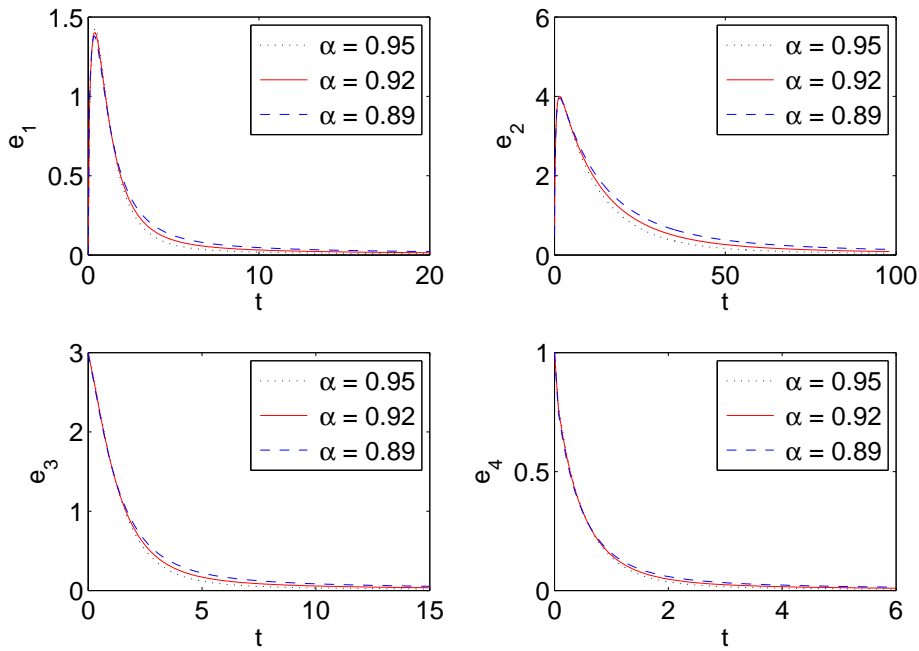 1.5
1
0.5
0
e1
0
10
20
t
α = 0.95
α = 0.92
α = 0.89
6
4
2
0
e2
0
50
100
t
α = 0.95
α = 0.92
α = 0.89
3
2
1
0
e3
0
5
10
15
t
α = 0.95
α = 0.92
α = 0.89
1
0.5
0
e4
0
2
4
6
t
α = 0.95
α = 0.92
α = 0.89